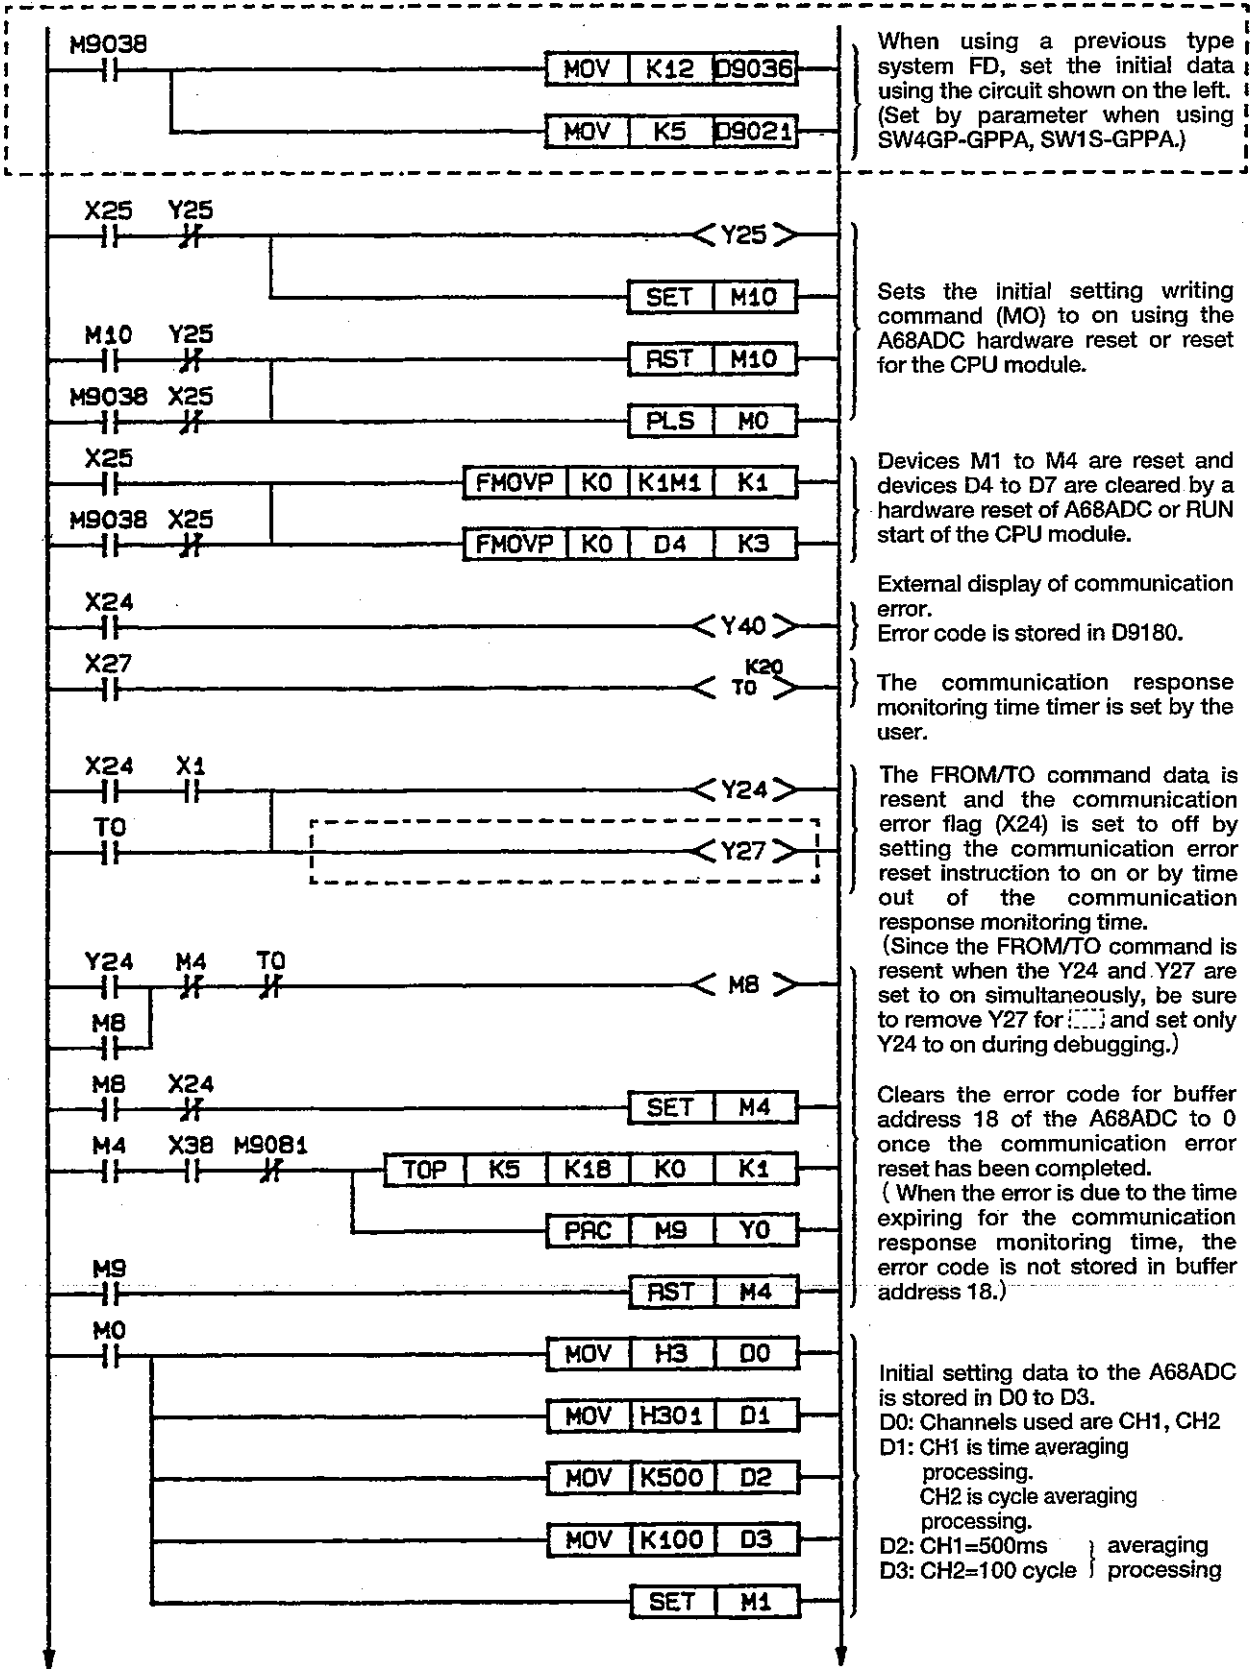 M9038
MOV K12 D9036
MOV K5 D9021
When using a previous type
system FD, set the initial data
using the circuit shown on the left.
(Set by parameter when using
SW4GP-GPPA, SW1S-GPPA.)
X25 Y25
Y25
SET M10
M10 Y25
RST M10
M9038 X25
PLS M0
Sets the initial setting writing
command (MO) to on using the
A68ADC hardware reset or reset
for the CPU module.
X25
FMOVP K0 K1M1 K1
M9038 X25
FMOVP K0 D4 K3
Devices M1 to M4 are reset and
devices D4 to D7 are cleared by a
hardware reset of A68ADC or RUN
start of the CPU module.
X24
Y40
External display of communication
error.
Error code is stored in D9180.
X27
K20
T0
The communication response
monitoring time timer is set by the
user.
X24 X1
Y24
T0
Y27
The FROM/TO command data is
resent and the communication
error flag (X24) is set to off by
setting the communication error
reset instruction to on or by time
out of the communication
response monitoring time.
(Since the FROM/TO command is
resent when the Y24 and Y27 are
set to on simultaneously, be sure
to remove Y27 for and set only
Y24 to on during debugging.)
Y24 M4 T0
M8
M8
M8 X24
SET M4
M4 X38 M9081
TOP K5 K18 K0 K1
PRC M9 Y0
M9
RST M4
Clears the error code for buffer
address 18 of the A68ADC to 0
once the communication error
reset has been completed.
( When the error is due to the time
expiring for the communication
response monitoring time, the
error code is not stored in buffer
address 18.)
M0
MOV H3 D0
MOV H301 D1
MOV K500 D2
MOV K100 D3
SET M1
Initial setting data to the A68ADC
is stored in D0 to D3.
D0: Channels used are CH1, CH2
D1: CH1 is time averaging
processing.
CH2 is cycle averaging
processing.
D2: CH1=500ms } averaging
D3: CH2=100 cycle } processing